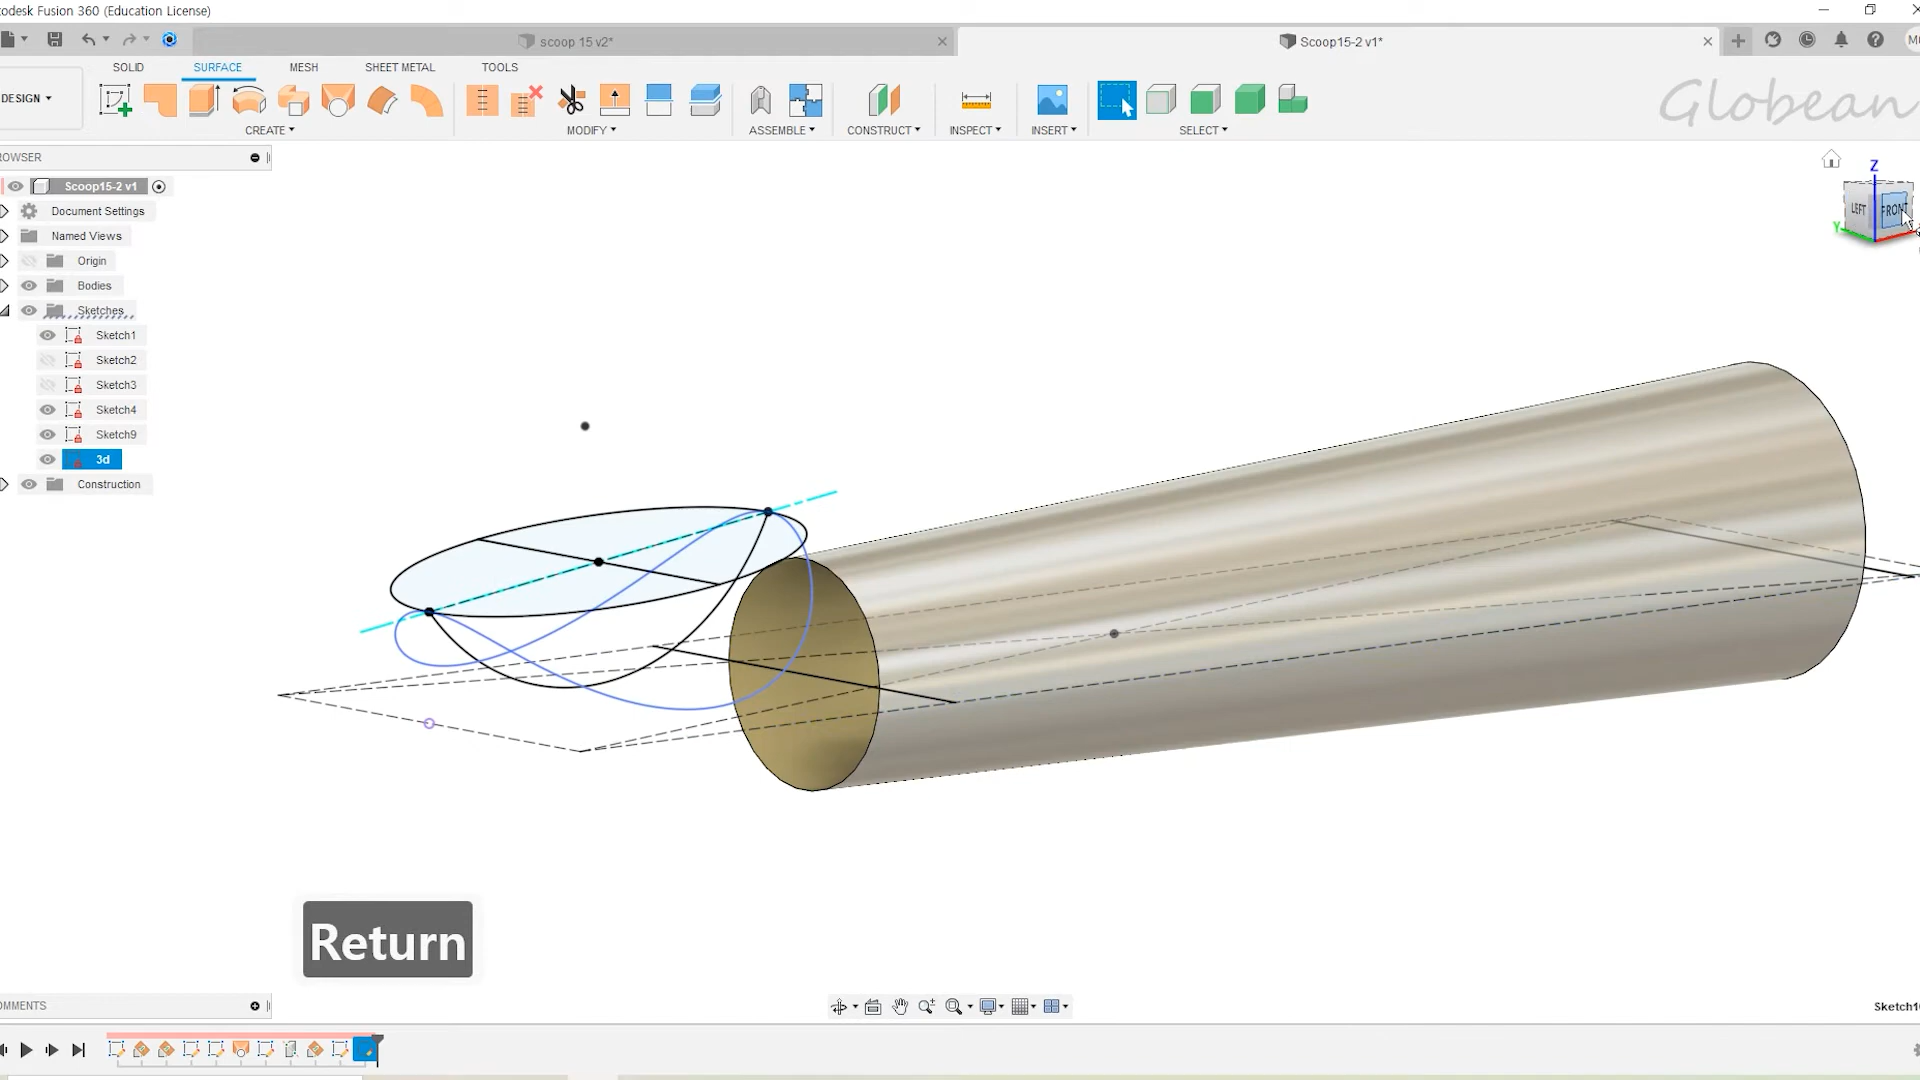 odesk Fusion 360 (Education License)
scoop 15 v2*
Scoop15-2 v1*
SOLID
SURFACE
MESH
SHEET METAL
TOOLS
DESIGN
CREATE
MODIFY
ASSEMBLE
CONSTRUCT
INSPECT
INSERT
SELECT
Globean
ROWSER
Scoop15-2 v1
Document Settings
Named Views
Origin
Bodies
Sketches
Sketch1
Sketch2
Sketch3
Sketch4
Sketch9
3d
Construction
Z
LEFT
FRONT
Y
Return
OMMENTS
Sketch1